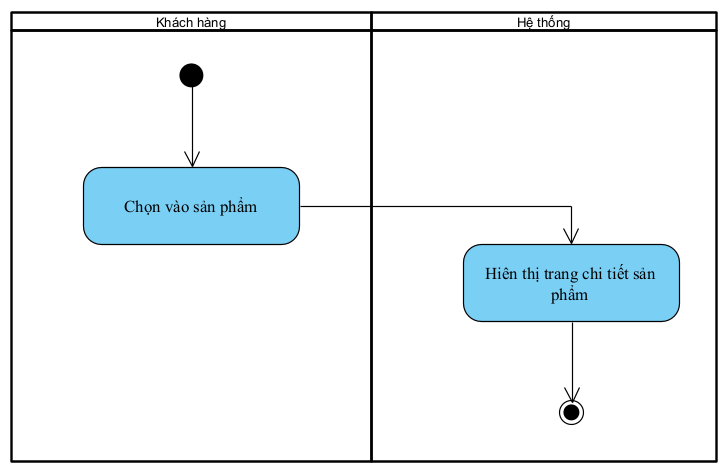 Khách hàng
Hệ thống
Chọn vào sản phẩm
Hiên thị trang chi tiết sản
phẩm